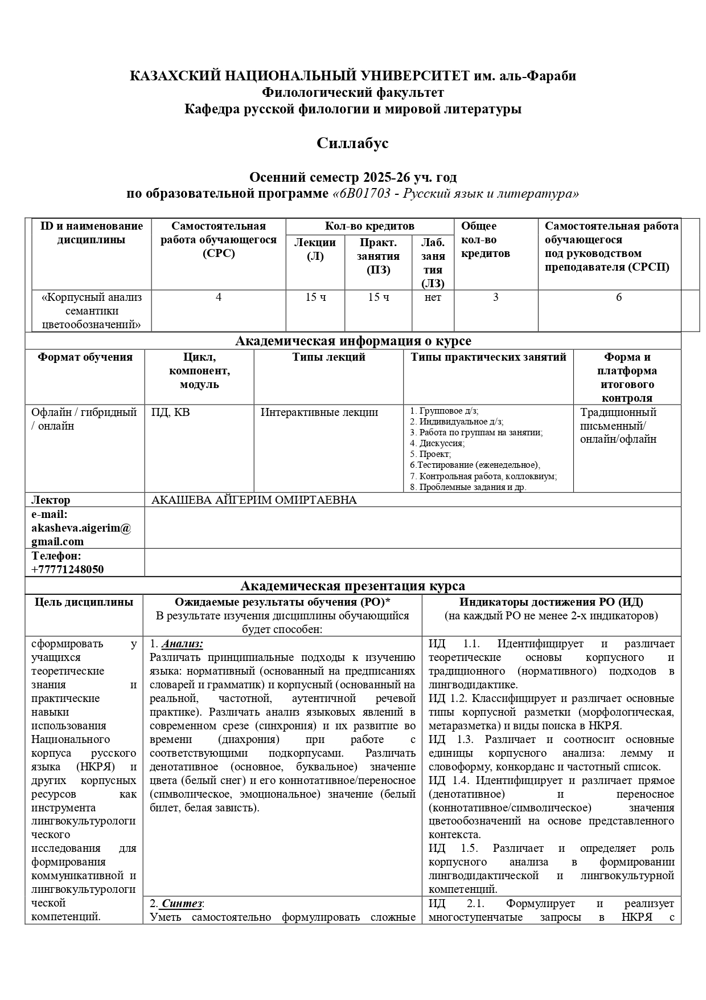 КАЗАХСКИЙ НАЦИОНАЛЬНЫЙ УНИВЕРСИТЕТ им. аль-Фараби
Филологический факультет
Кафедра русской филологии и мировой литературы
Силлабус
Осенний семестр 2025-26 уч. год
по образовательной программе «6В01703 - Русский язык и литература»
ID и наименование
дисциплины
Самостоятельная
работа обучающегося
(СРС)
Кол-во кредитов
Лекции
(Л)
Практ.
занятия
(ПЗ)
Лаб.
заня
тия
(ЛЗ)
Общее
кол-во
кредитов
Самостоятельная работа
обучающегося
под руководством
преподавателя (СРСП)
«Корпусный анализ
семантики
цветообозначений»
4
15 ч
15 ч
нет
3
6
Академическая информация о курсе
Формат обучения
Цикл,
компонент,
модуль
Типы лекций
Типы практических занятий
Форма и
платформа
итогового
контроля
Офлайн / гибридный
/ онлайн
ПД, КВ
Интерактивные лекции
1. Групповое д/з;
2. Индивидуальное д/з;
3. Работа по группам на занятии;
4. Дискуссия;
5. Проект;
6.Тестирование (еженедельное),
7. Контрольная работа, коллоквиум;
8. Проблемные задания и др.
Традиционный
письменный/
онлайн/офлайн
Лектор
АКАШЕВА АЙГЕРИМ ОМИРТАЕВНА
e-mail:
akasheva.aigerim@
gmail.com
Телефон:
+77771248050
Академическая презентация курса
Цель дисциплины
Ожидаемые результаты обучения (РО)*
В результате изучения дисциплины обучающийся
будет способен:
Индикаторы достижения РО (ИД)
(на каждый РО не менее 2-х индикаторов)
сформировать у
учащихся
теоретические
знания и
практические
навыки
использования
Национального
корпуса русского
языка (НКРЯ) и
других корпусных
ресурсов как
инструмента
лингвокультурологи
ческого
исследования для
формирования
коммуникативной и
лингвокультурологи
ческой
компетенций.
1. Анализ:
Различать принципиальные подходы к изучению
языка: нормативный (основанный на предписаниях
словарей и грамматик) и корпусный (основанный на
реальной, частотной, аутентичной речевой
практике). Различать анализ языковых явлений в
современном срезе (синхрония) и их развитие во
времени (диахрония) при работе с
соответствующими подкорпусами. Различать
денотативное (основное, буквальное) значение
цвета (белый снег) и его коннотативное/переносное
(символическое, эмоциональное) значение (белый
билет, белая зависть).
ИД 1.1. Идентифицирует и различает
теоретические основы корпусного и
традиционного (нормативного) подходов в
лингводидактике.
ИД 1.2. Классифицирует и различает основные
типы корпусной разметки (морфологическая,
метаразметка) и виды поиска в НКРЯ.
ИД 1.3. Различает и соотносит основные
единицы корпусного анализа: лемму и
словоформу, конкорданс и частотный список.
ИД 1.4. Идентифицирует и различает прямое
(денотативное) и переносное
(коннотативное/символическое) значения
цветообозначений на основе представленного
контекста.
ИД 1.5. Различает и определяет роль
корпусного анализа в формировании
лингводидактической и лингвокультурной
компетенций.
2. Синтез:
Уметь самостоятельно формулировать сложные
ИД 2.1. Формулирует и реализует
многоступенчатые запросы в НКРЯ с